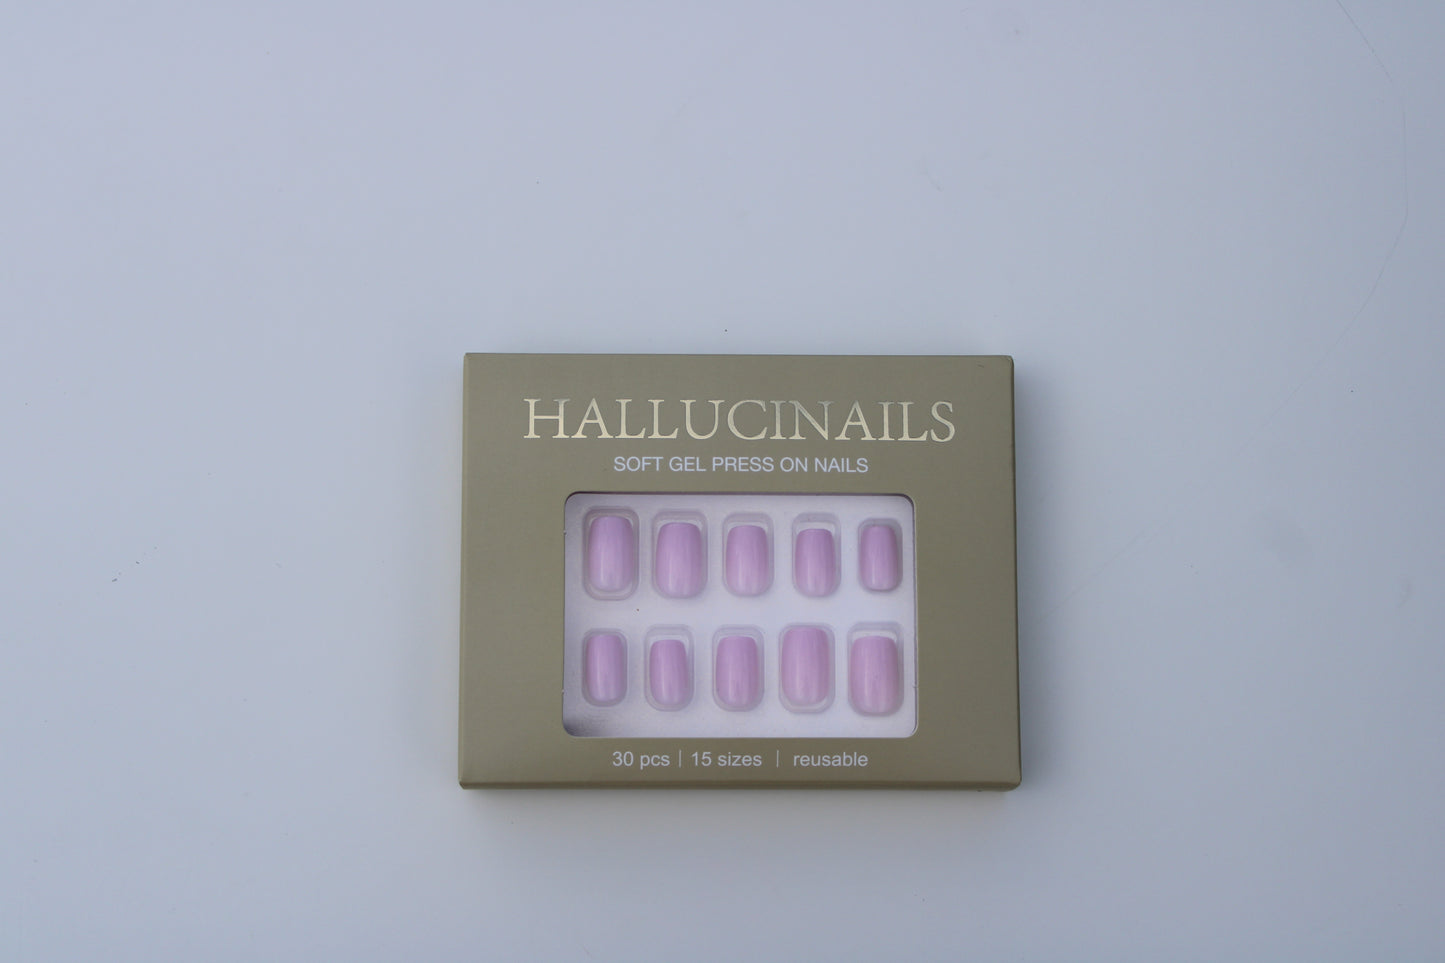 HALLUCINAILS
SOFT GEL PRESS ON NAILS
30 pcs | 15 sizes | reusable